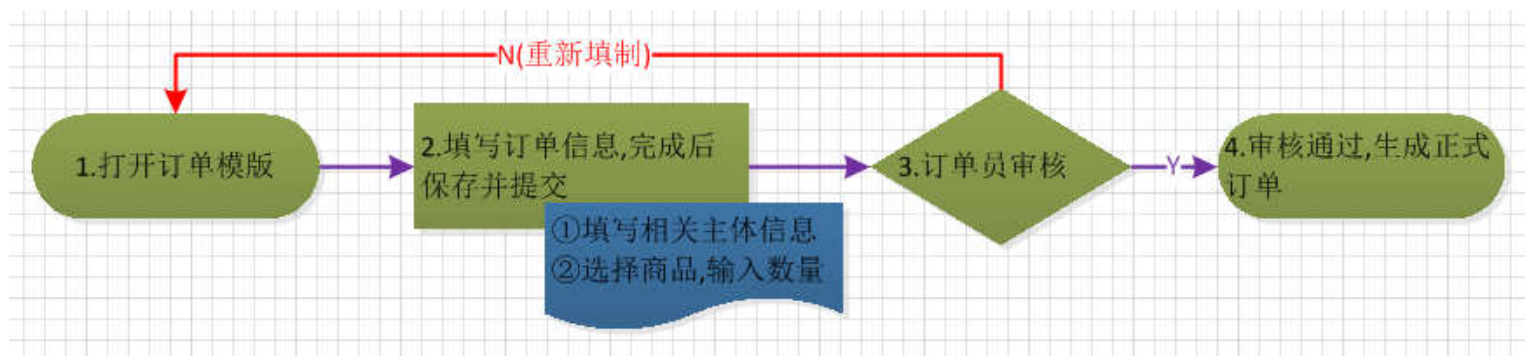 N(重新填制)
1.打开订单模版
2.填写订单信息,完成后
保存并提交
①填写相关主体信息
②选择商品,输入数量
3.订单员审核
Y
4.审核通过,生成正式
订单